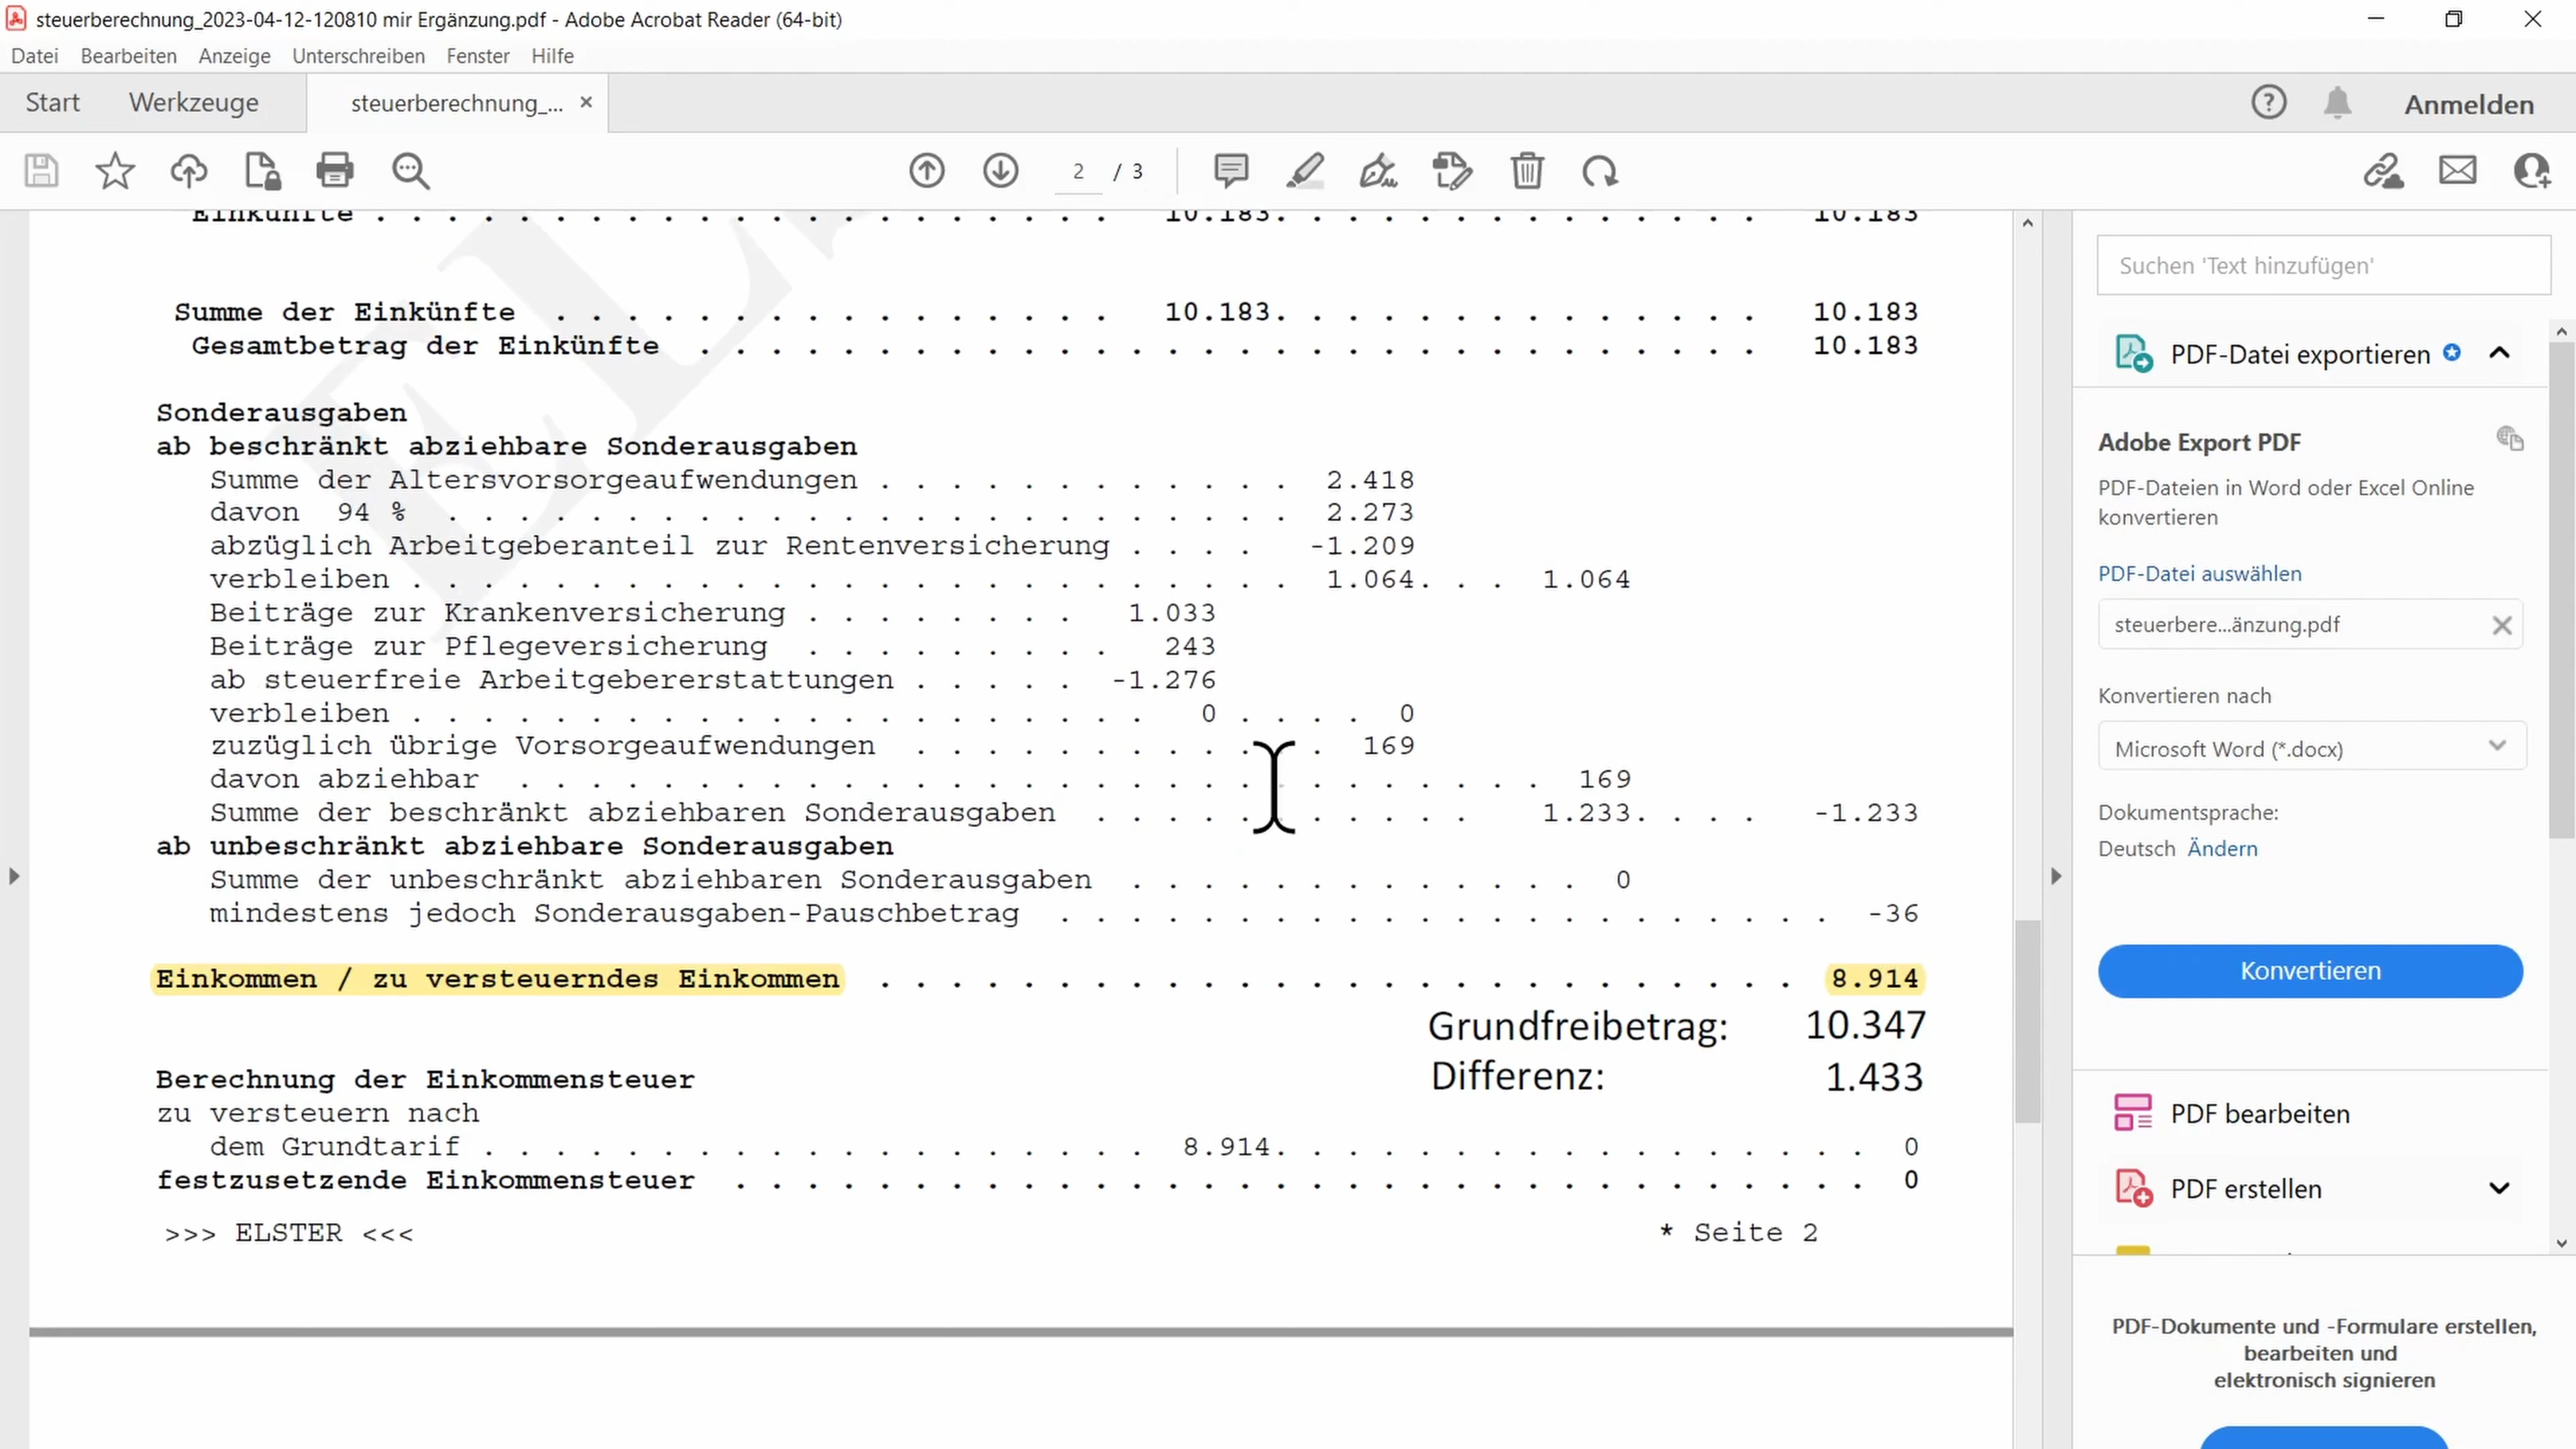 steuerberechnung_2023-04-12-120810 mir Ergänzung.pdf - Adobe Acrobat Reader (64-bit)
Datei Bearbeiten Anzeige Unterschreiben Fenster Hilfe
Start Werkzeuge steuerberechnung_... × Anmelden
2 / 3
Einkünfte . . . . . . . . . . . . . . . . . . . . . 10.183. . . . . . . . . . . . . . 10.183
Summe der Einkünfte . . . . . . . . . . . . . . . . 10.183. . . . . . . . . . . . . . 10.183
Gesamtbetrag der Einkünfte . . . . . . . . . . . . . . . . . . . . . . . . . . . . . . 10.183
Sonderausgaben
ab beschränkt abziehbare Sonderausgaben
Summe der Altersvorsorgeaufwendungen . . . . . . . . . . . . 2.418
davon 94 % . . . . . . . . . . . . . . . . . . . . . . . . 2.273
abzüglich Arbeitgeberanteil zur Rentenversicherung . . . . -1.209
verbleiben . . . . . . . . . . . . . . . . . . . . . . . . . 1.064. . . 1.064
Beiträge zur Krankenversicherung . . . . . . . . 1.033
Beiträge zur Pflegeversicherung . . . . . . . . . 243
ab steuerfreie Arbeitgebererstattungen . . . . . -1.276
verbleiben . . . . . . . . . . . . . . . . . . . . . 0 . . . . 0
zuzüglich übrige Vorsorgeaufwendungen . . . . . . . . . . . . 169
davon abziehbar . . . . . . . . . . . . . . . . . . . . . . . . . . . . . 169
Summe der beschränkt abziehbaren Sonderausgaben . . . . . . . . . . . 1.233. . . . -1.233
ab unbeschränkt abziehbare Sonderausgaben
Summe der unbeschränkt abziehbaren Sonderausgaben . . . . . . . . . . . . . 0
mindestens jedoch Sonderausgaben-Pauschbetrag . . . . . . . . . . . . . . . . . . . . . . -36
Einkommen / zu versteuerndes Einkommen . . . . . . . . . . . . . . . . . . . . . . . . . . 8.914
Grundfreibetrag: 10.347
Differenz: 1.433
Berechnung der Einkommensteuer
zu versteuern nach
dem Grundtarif . . . . . . . . . . . . . . . . . . . 8.914. . . . . . . . . . . . . . . . . 0
festzusetzende Einkommensteuer . . . . . . . . . . . . . . . . . . . . . . . . . . . . . . . . 0
>>> ELSTER <<< * Seite 2
Suchen 'Text hinzufügen'
PDF-Datei exportieren
Adobe Export PDF
PDF-Dateien in Word oder Excel Online
konvertieren
PDF-Datei auswählen
steuerbere...änzung.pdf
Konvertieren nach
Microsoft Word (*.docx)
Dokumentsprache:
Deutsch Ändern
Konvertieren
PDF bearbeiten
PDF erstellen
PDF-Dokumente und -Formulare erstellen,
bearbeiten und
elektronisch signieren